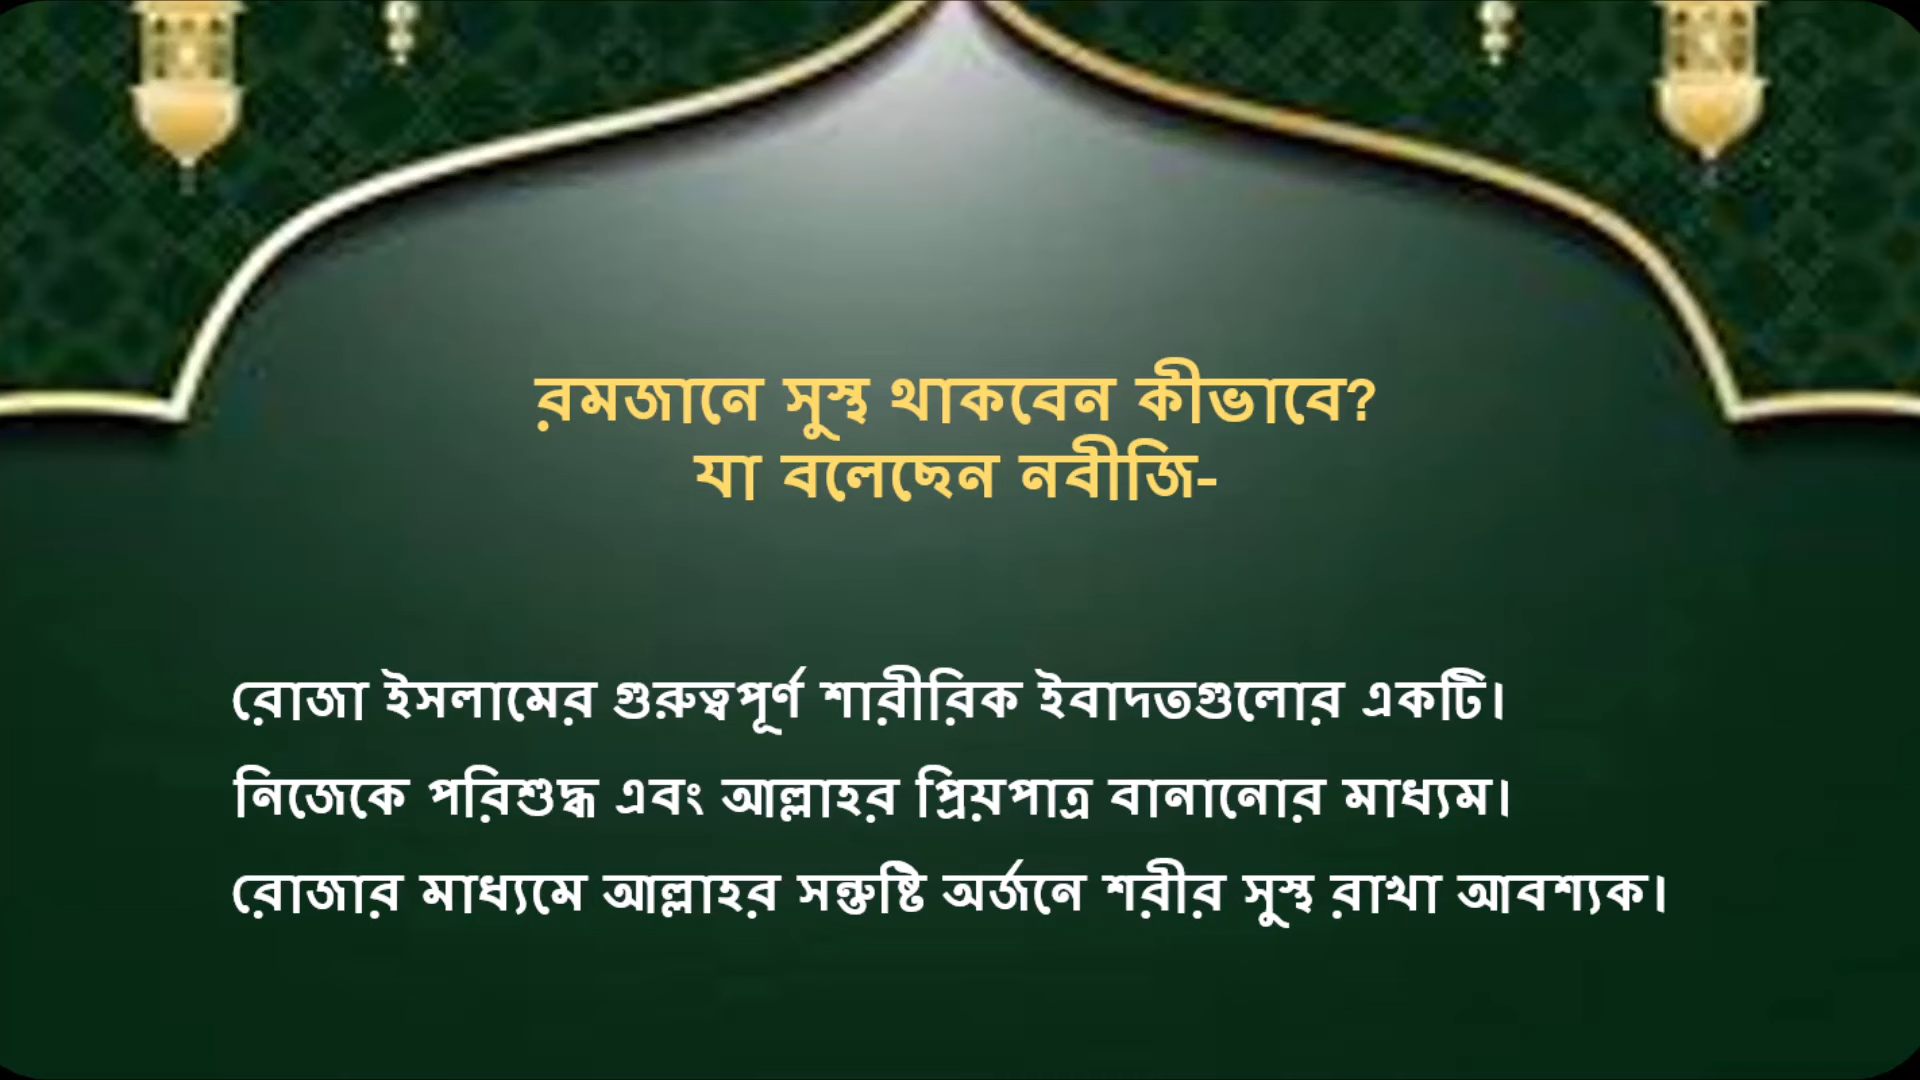 রমজানে সুস্থ থাকবেন কীভাবে?
যা বলেছেন নবীজি-
রোজা ইসলামের গুরুত্বপূর্ণ শারীরিক ইবাদতগুলোর একটি।
নিজেকে পরিশুদ্ধ এবং আল্লাহর প্রিয়পাত্র বানানোর মাধ্যম।
রোজার মাধ্যমে আল্লাহর সন্তুষ্টি অর্জনে শরীর সুস্থ রাখা আবশ্যক।